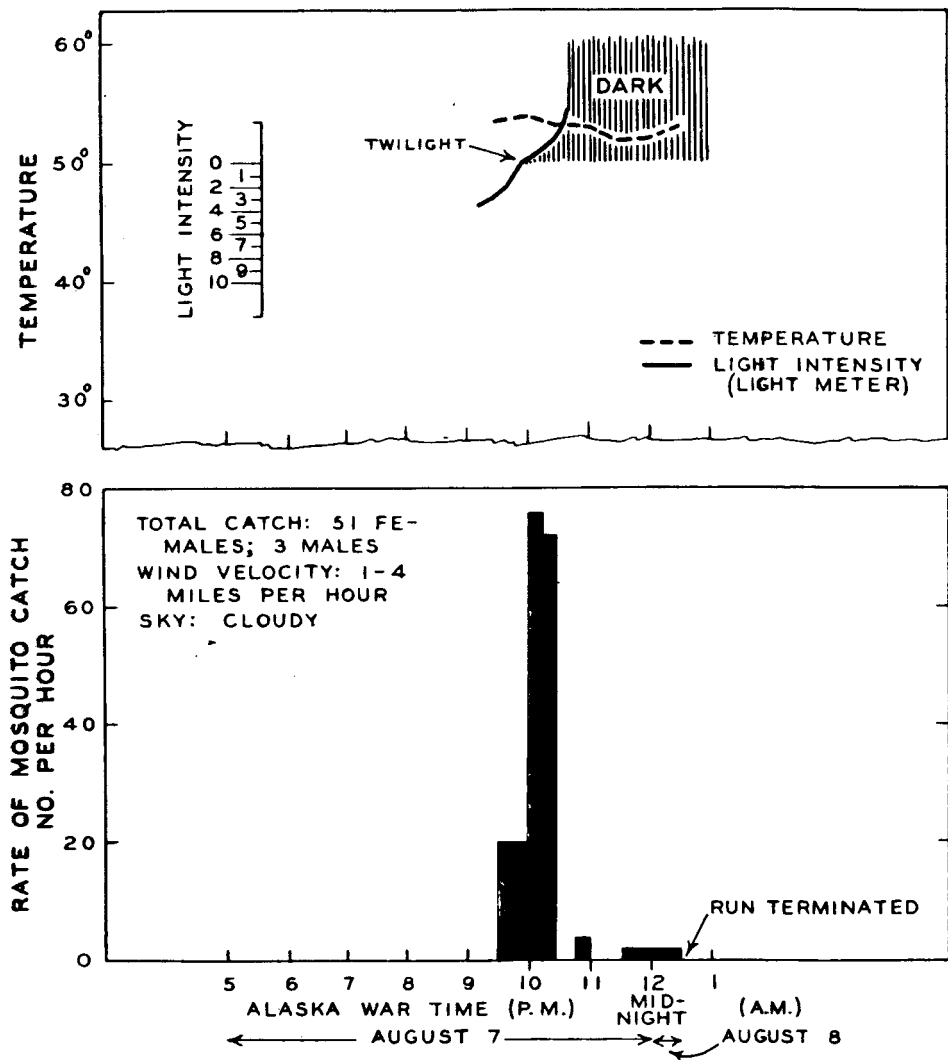 60°
50°
40°
30°
TEMPERATURE
LIGHT INTENSITY
0
1
2
3
4
5
6
7
8
9
10
TWILIGHT
DARK
TEMPERATURE
LIGHT INTENSITY
(LIGHT METER)
80
60
40
20
0
RATE OF MOSQUITO CATCH
NO. PER HOUR
TOTAL CATCH: 51 FE-
MALES; 3 MALES
WIND VELOCITY: 1-4
MILES PER HOUR
SKY: CLOUDY
RUN TERMINATED
5 6 7 8 9 10 11 12 1
ALASKA WAR TIME (P.M.) MID- (A.M.)
NIGHT
AUGUST 7 AUGUST 8